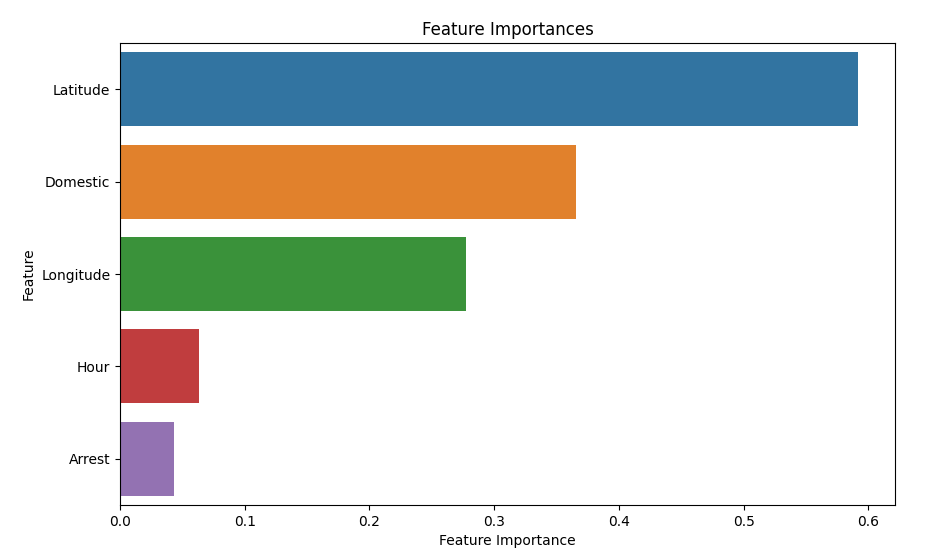 Feature Importances
Latitude
Domestic
Longitude
Hour
Arrest
Feature
0.0 0.1 0.2 0.3 0.4 0.5 0.6
Feature Importance